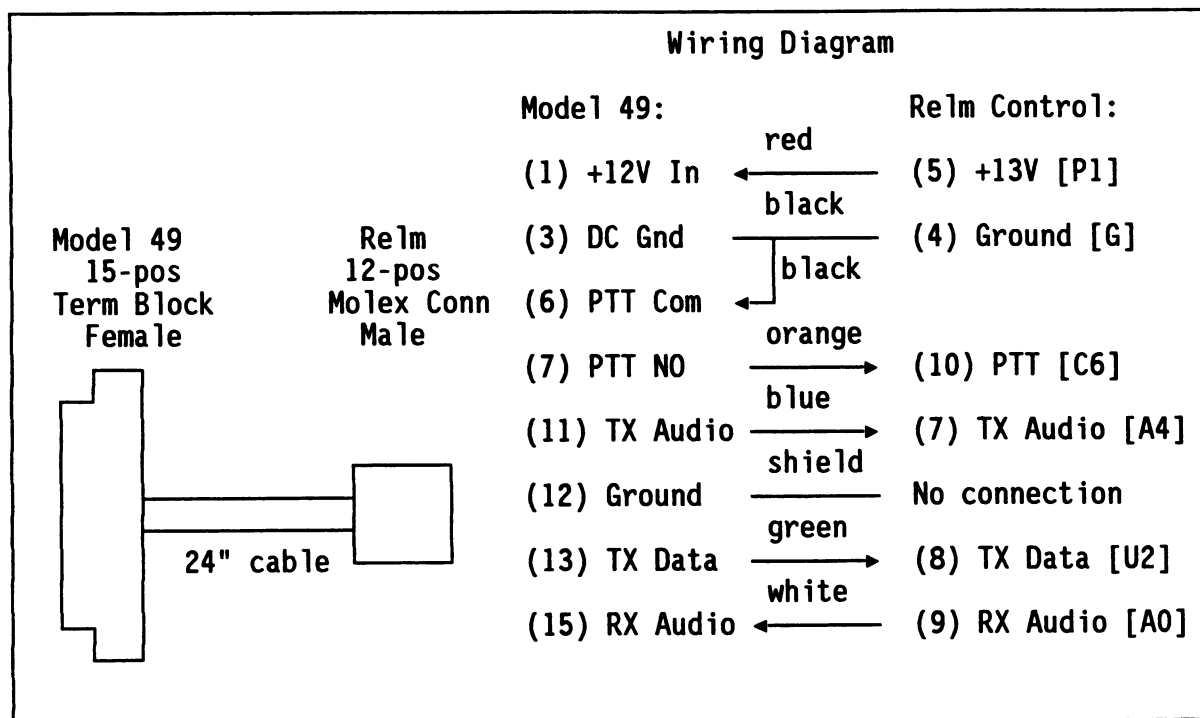 Wiring Diagram
Model 49:
Relm Control:
red
(1) +12V In
(5) +13V [P1]
black
(3) DC Gnd
(4) Ground [G]
black
(6) PTT Com
orange
(7) PTT NO
(10) PTT [C6]
blue
(11) TX Audio
(7) TX Audio [A4]
shield
(12) Ground
No connection
green
(13) TX Data
(8) TX Data [U2]
white
(15) RX Audio
(9) RX Audio [A0]
Model 49
15-pos
Term Block
Female
Relm
12-pos
Molex Conn
Male
24" cable